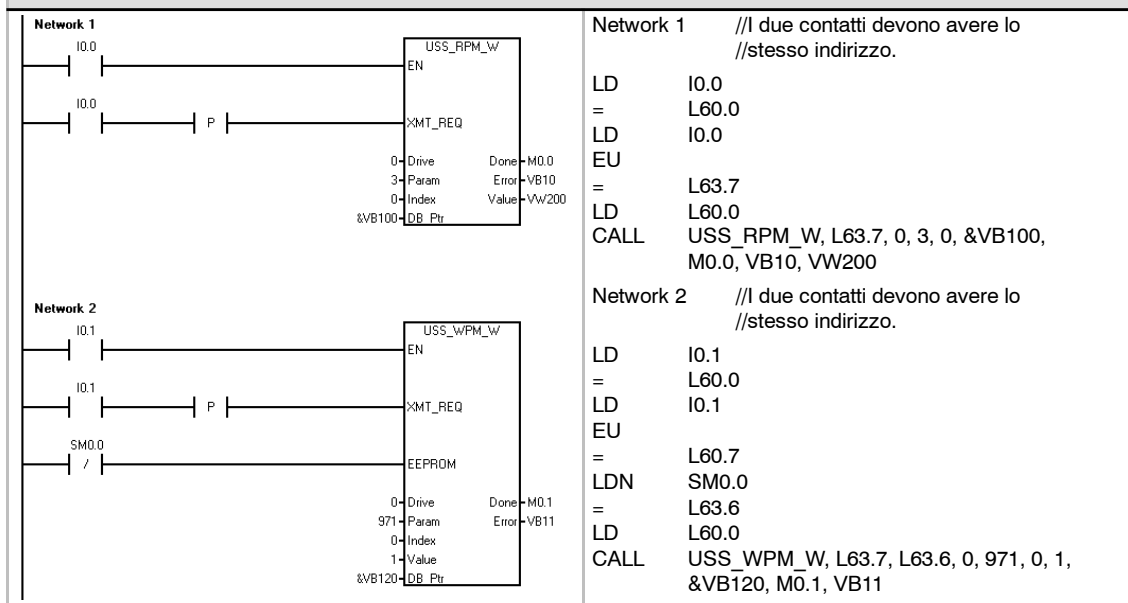 Network 1
I0.0
USS_RPM_W
EN
I0.0
P
XMT_REQ
0 Drive Done M0.0
3 Param Error VB10
0 Index Value VW200
&VB100 DB_Ptr
Network 2
I0.1
USS_WPM_W
EN
I0.1
P
XMT_REQ
SM0.0
/
EEPROM
0 Drive Done M0.1
971 Param Error VB11
0 Index
1 Value
&VB120 DB_Ptr
Network 1 //I due contatti devono avere lo
//stesso indirizzo.
LD I0.0
= L60.0
LD I0.0
EU
= L63.7
LD L60.0
CALL USS_RPM_W, L63.7, 0, 3, 0, &VB100,
M0.0, VB10, VW200
Network 2 //I due contatti devono avere lo
//stesso indirizzo.
LD I0.1
= L60.0
LD I0.1
EU
= L60.7
LDN SM0.0
= L63.6
LD L60.0
CALL USS_WPM_W, L63.7, L63.6, 0, 971, 0, 1,
&VB120, M0.1, VB11